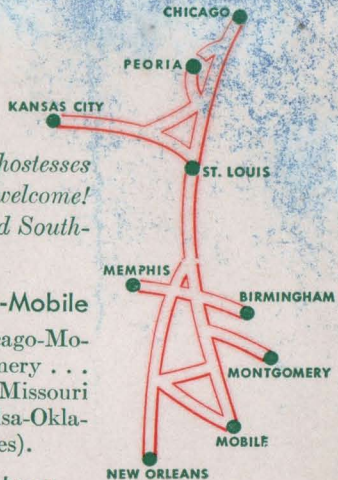 CHICAGO
PEORIA
KANSAS CITY
hostesses
welcome!
ST. LOUIS
d South-
MEMPHIS
-Mobile
BIRMINGHAM
cago-Mo-
nery . . .
MONTGOMERY
Missouri
sa-Okla-
es).
MOBILE
NEW ORLEANS